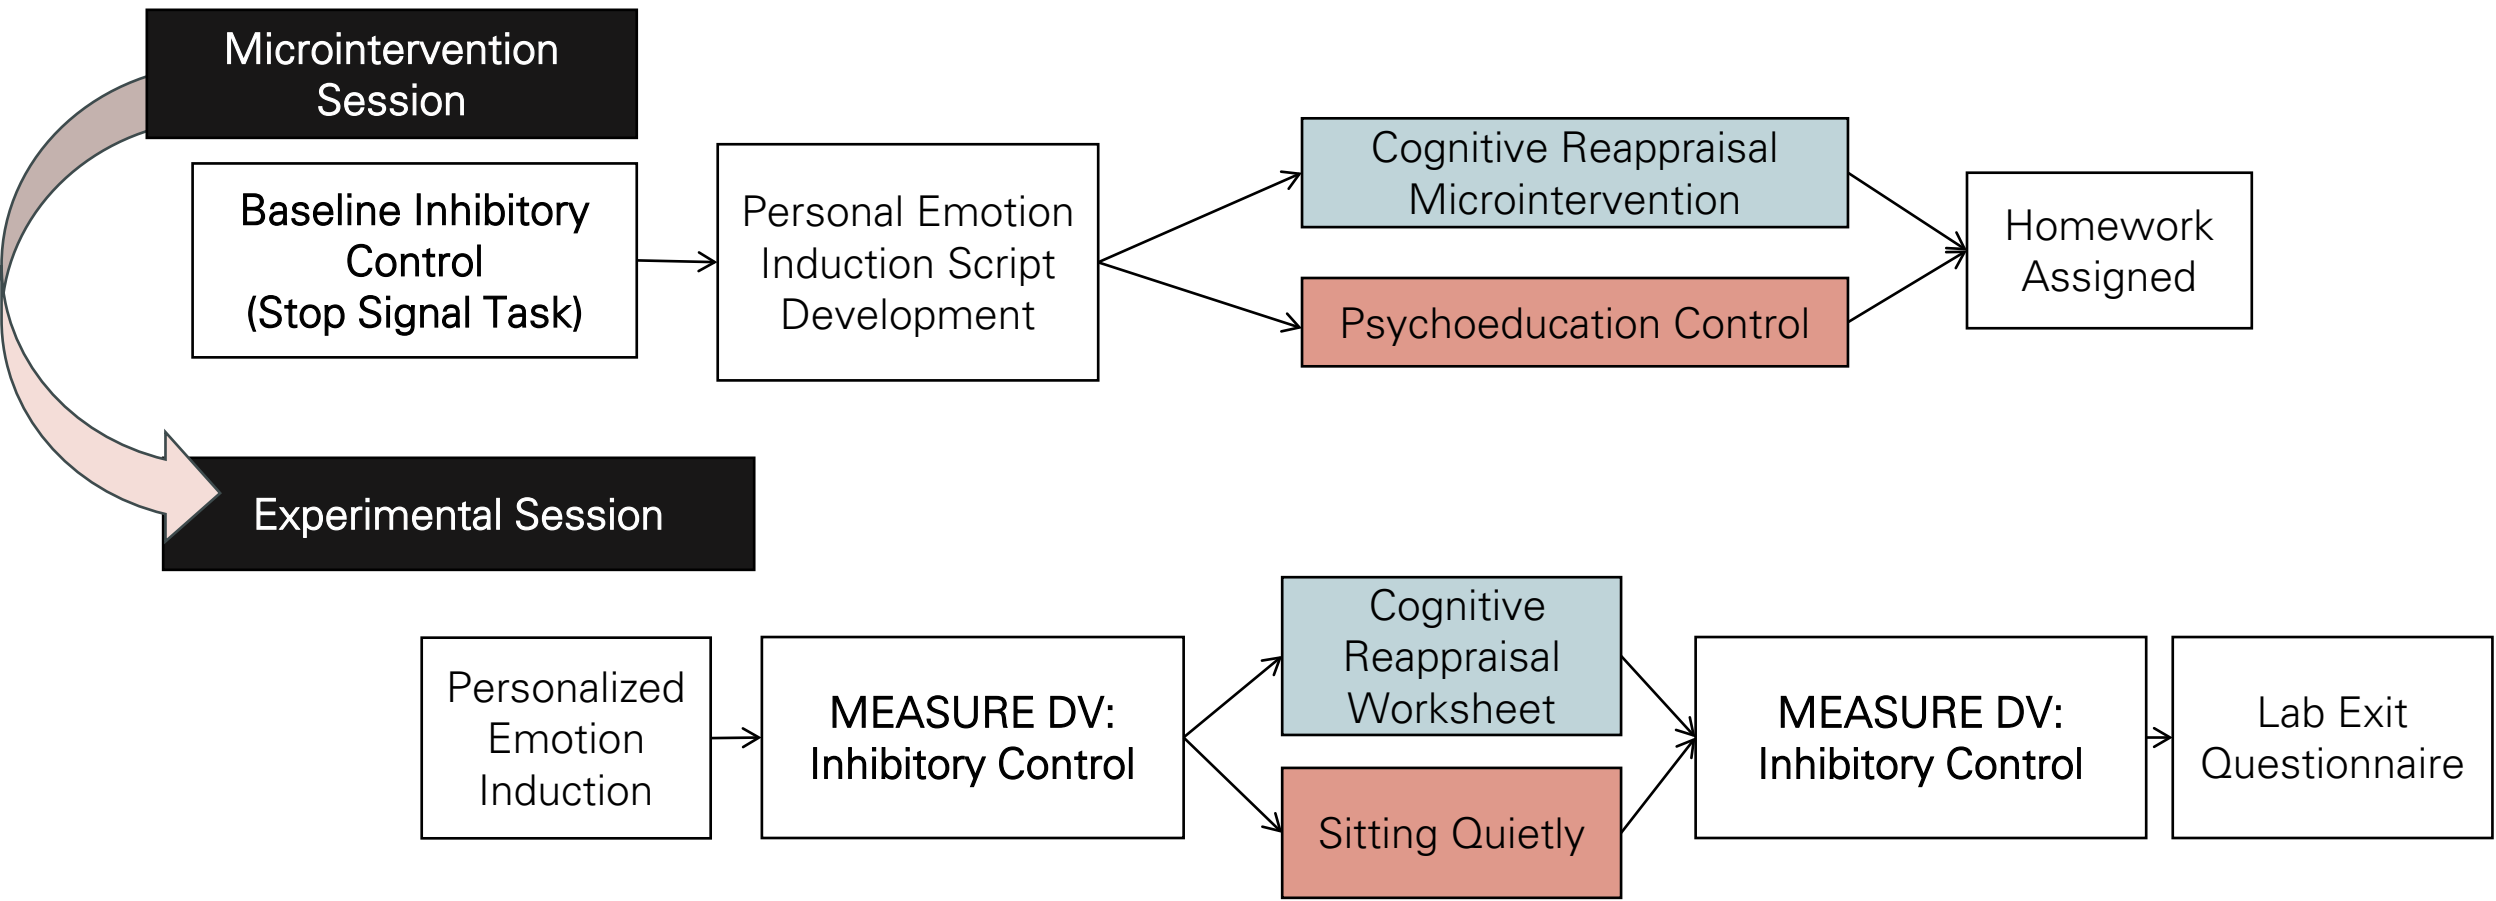 Microintervention
Session
Baseline Inhibitory
Control
(Stop Signal Task)
Personal Emotion
Induction Script
Development
Cognitive Reappraisal
Microintervention
Psychoeducation Control
Homework
Assigned
Experimental Session
Personalized
Emotion
Induction
MEASURE DV:
Inhibitory Control
Cognitive
Reappraisal
Worksheet
Sitting Quietly
MEASURE DV:
Inhibitory Control
Lab Exit
Questionnaire